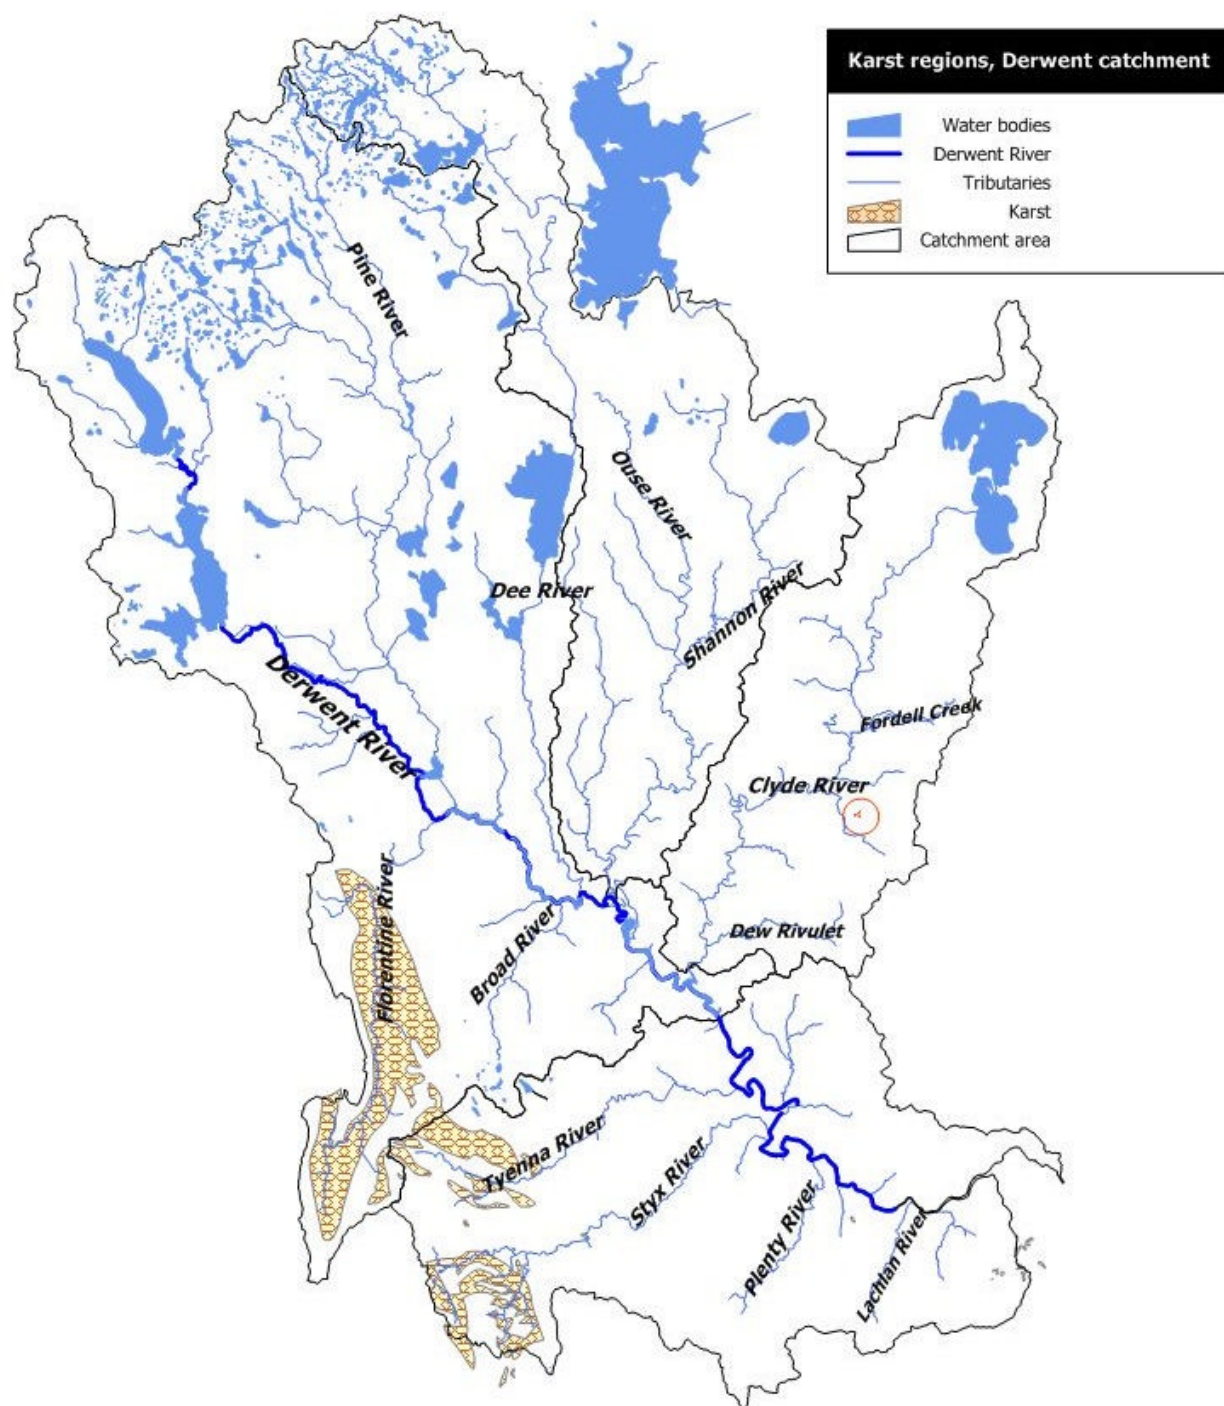 Karst regions, Derwent catchment
Water bodies
Derwent River
Tributaries
Karst
Catchment area
Pine River
Ouse River
Dee River
Shannon River
Derwent River
Fordell Creek
Clyde River
Florentine River
Broad River
Dew Rivulet
Tyenna River
Styx River
Plenty River
Lachlan River